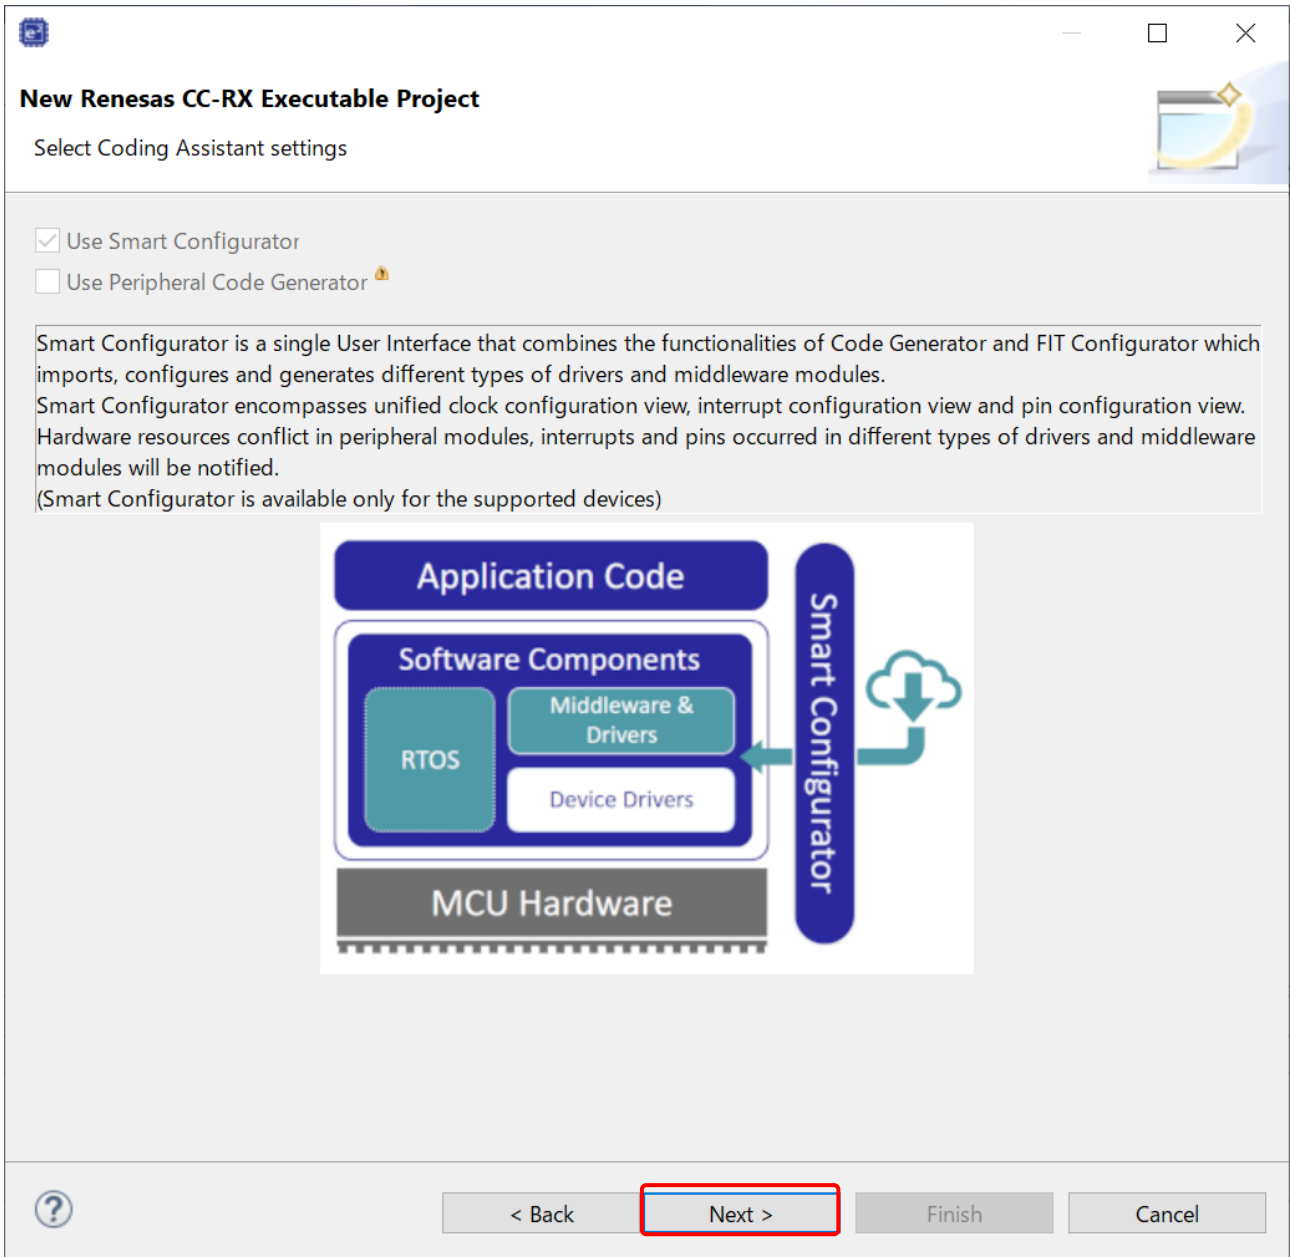 e²
New Renesas CC-RX Executable Project
Select Coding Assistant settings
Use Smart Configurator
Use Peripheral Code Generator
Smart Configurator is a single User Interface that combines the functionalities of Code Generator and FIT Configurator which
imports, configures and generates different types of drivers and middleware modules.
Smart Configurator encompasses unified clock configuration view, interrupt configuration view and pin configuration view.
Hardware resources conflict in peripheral modules, interrupts and pins occurred in different types of drivers and middleware
modules will be notified.
(Smart Configurator is available only for the supported devices)
Application Code
Software Components
RTOS
Middleware &
Drivers
Device Drivers
MCU Hardware
Smart Configurator
?
< Back
Next >
Finish
Cancel